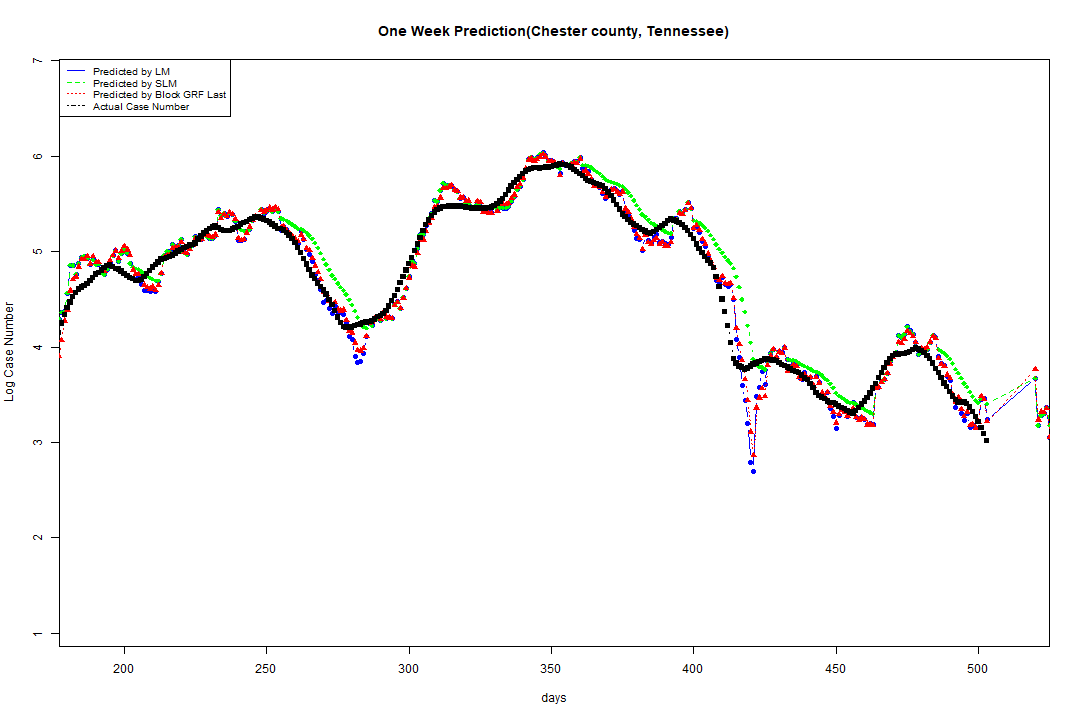 One Week Prediction(Chester county, Tennessee)
Predicted by LM
Predicted by SLM
Predicted by Block GRF Last
Actual Case Number
7
6
5
4
3
2
1
Log Case Number
200 250 300 350 400 450 500
days